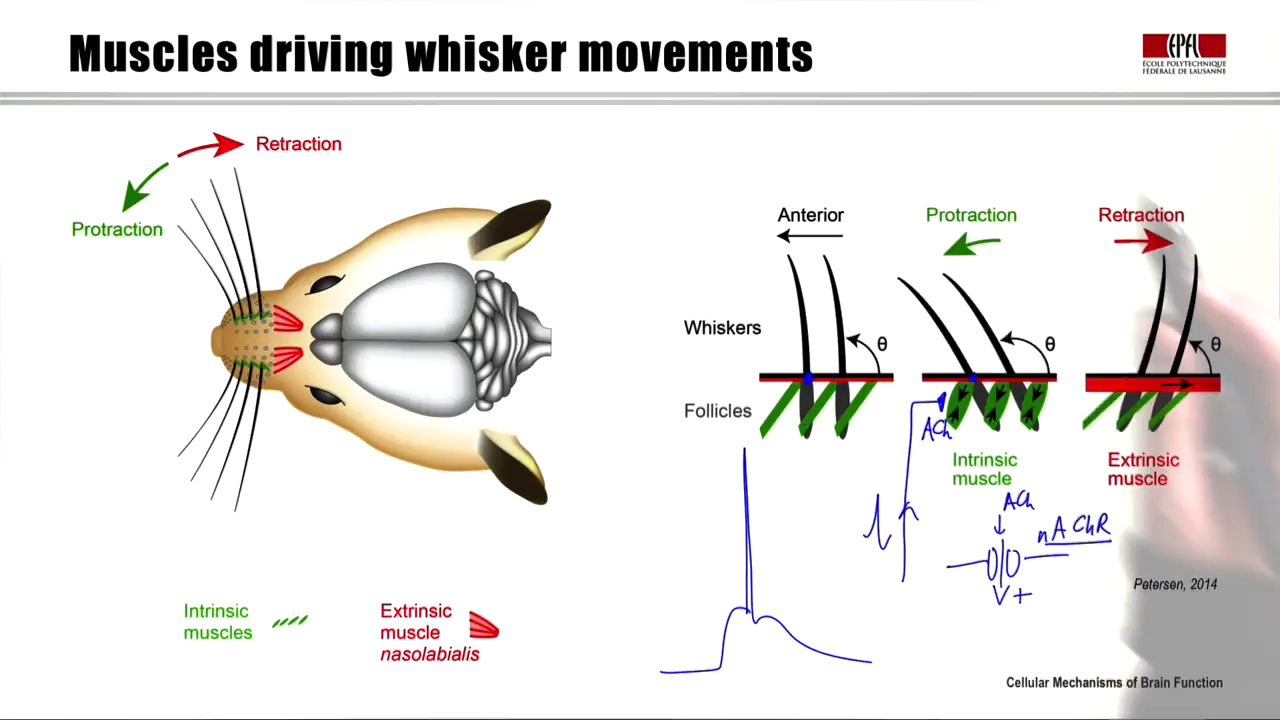 Muscles driving whisker movements
EPFL
ÉCOLE POLYTECHNIQUE
FÉDÉRALE DE LAUSANNE
Retraction
Protraction
Anterior
Protraction
Retraction
Whiskers
θ
θ
θ
Follicles
ACh
Intrinsic
muscle
Extrinsic
muscle
ACh
nAChR
V+
Petersen, 2014
Intrinsic
muscles
Extrinsic
muscle
nasolabialis
Cellular Mechanisms of Brain Function